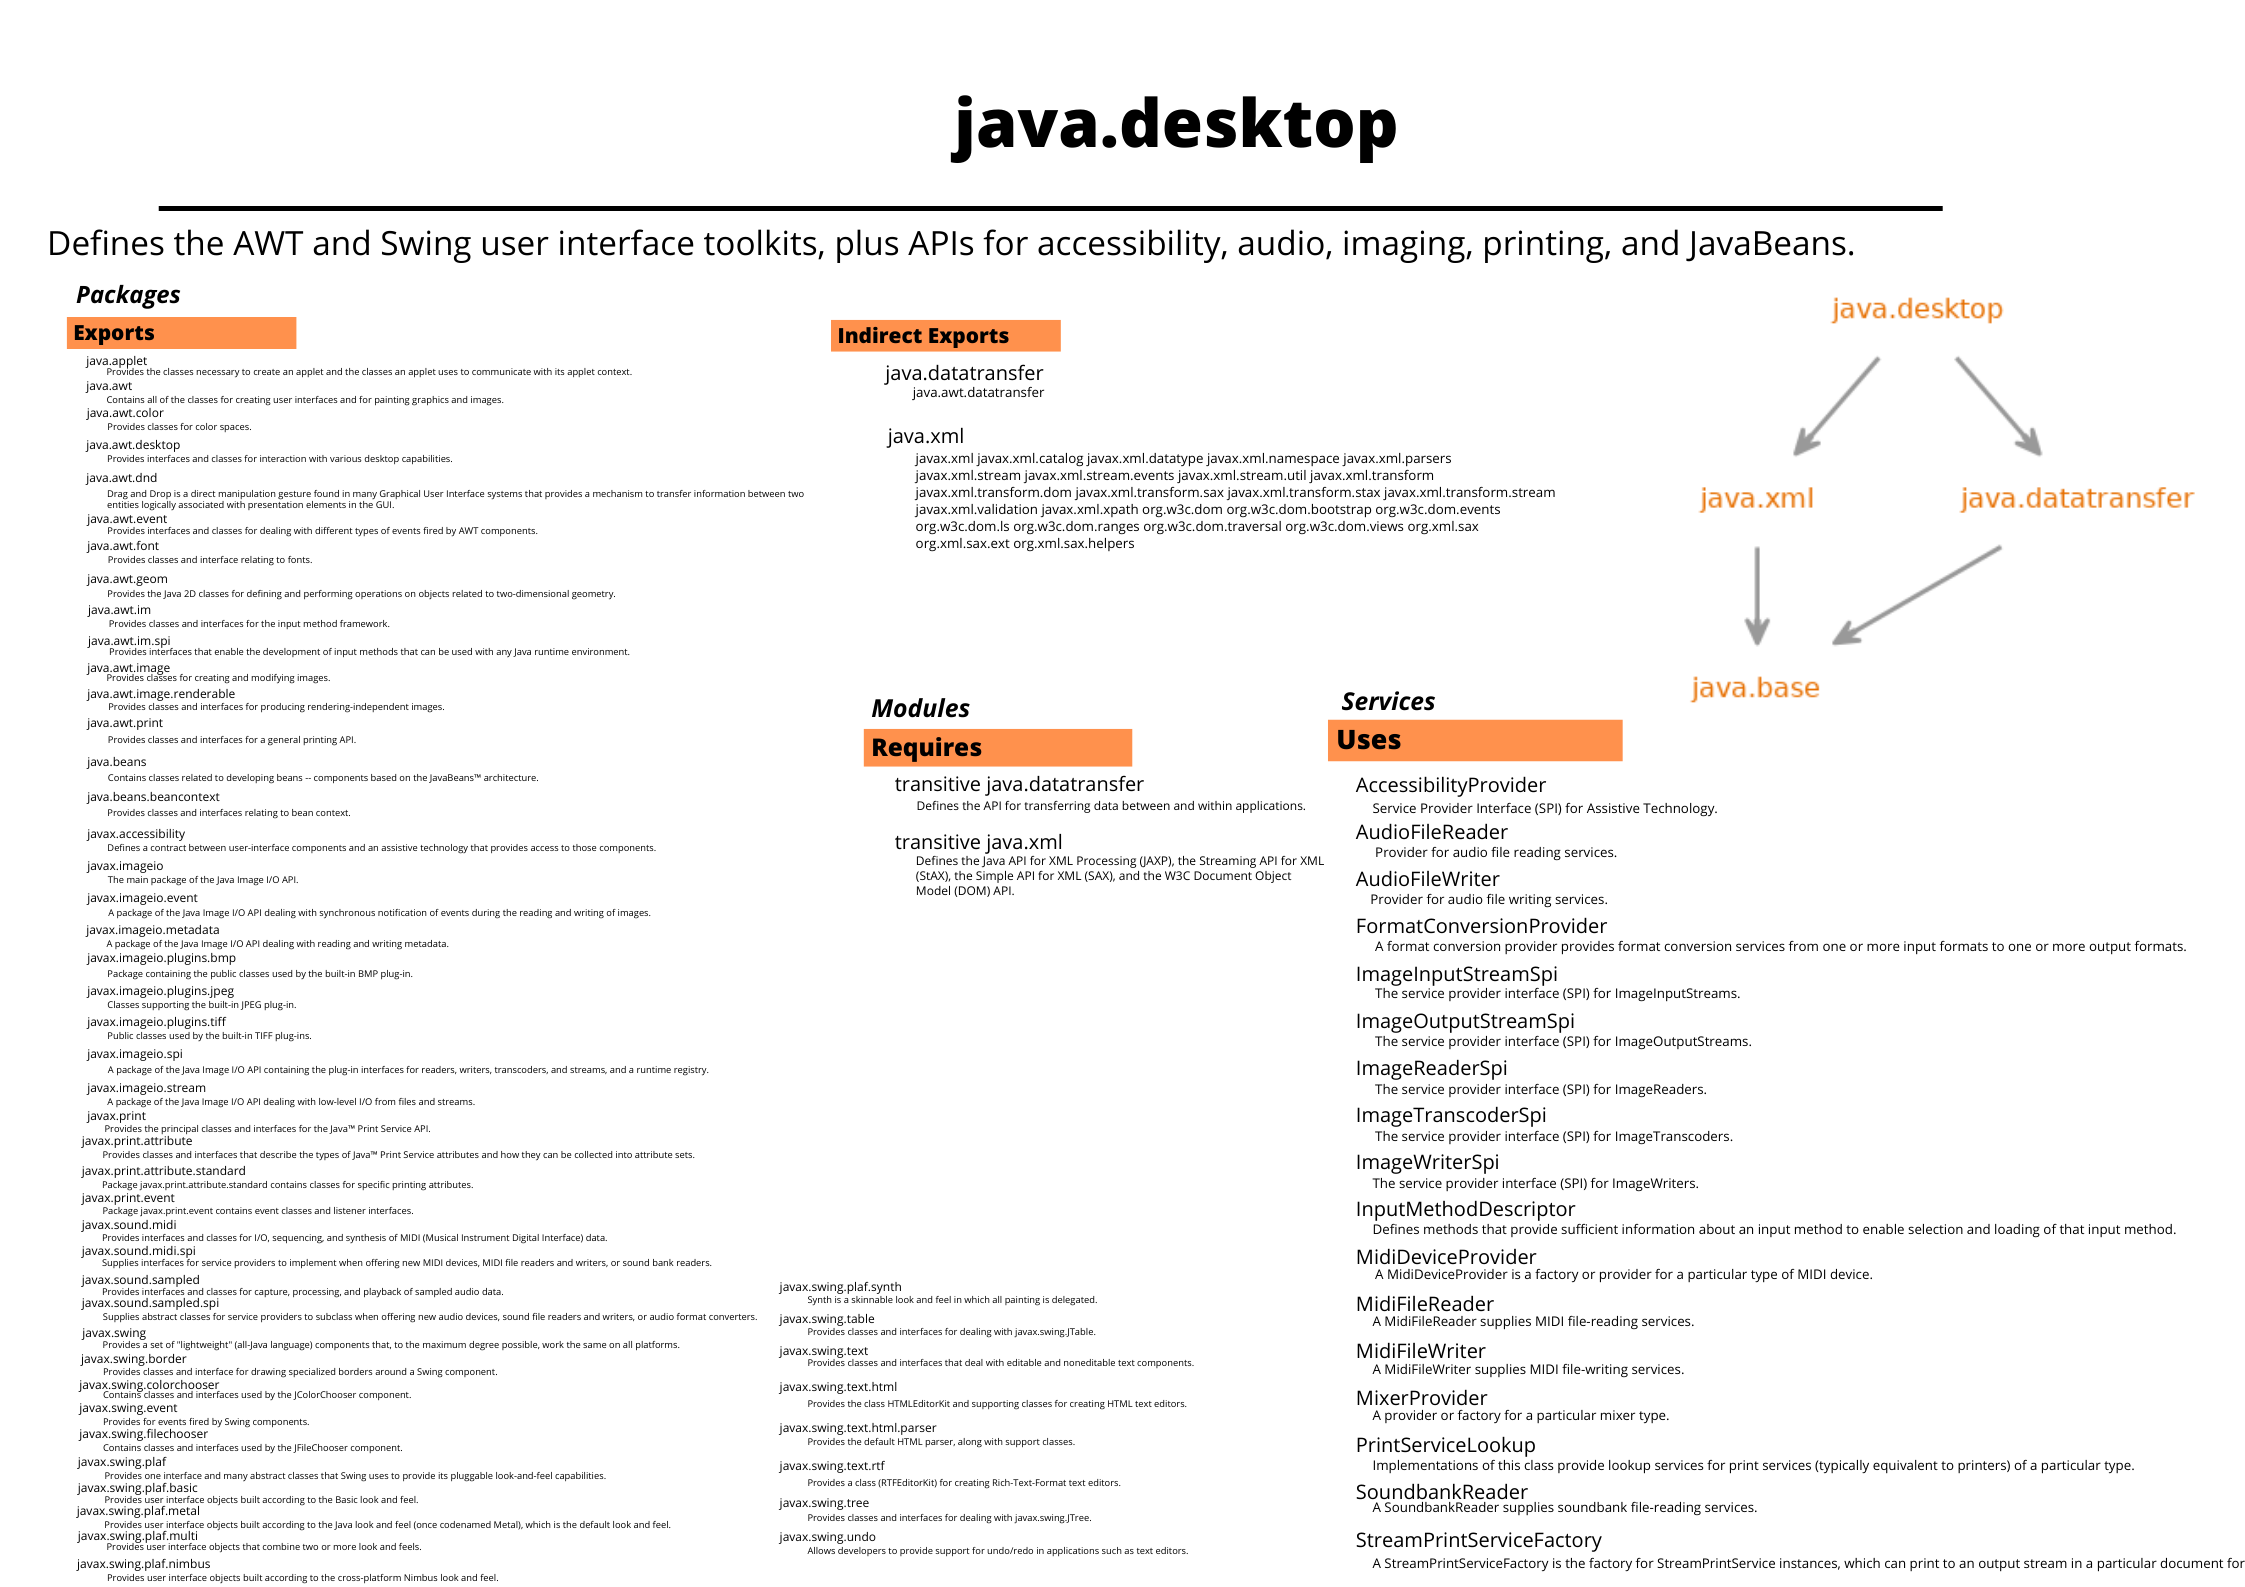 java.desktop
Defines the AWT and Swing user interface toolkits, plus APIs for accessibility, audio, imaging, printing, and JavaBeans.
Packages
Exports
java.applet
Provides the classes necessary to create an applet and the classes an applet uses to communicate with its applet context.
java.awt
Contains all of the classes for creating user interfaces and for painting graphics and images.
java.awt.color
Provides classes for color spaces.
java.awt.desktop
Provides interfaces and classes for interaction with various desktop capabilities.
java.awt.dnd
Drag and Drop is a direct manipulation gesture found in many Graphical User Interface systems that provides a mechanism to transfer information between two
entities logically associated with presentation elements in the GUI.
java.awt.event
Provides interfaces and classes for dealing with different types of events fired by AWT components.
java.awt.font
Provides classes and interface relating to fonts.
java.awt.geom
Provides the Java 2D classes for defining and performing operations on objects related to two-dimensional geometry.
java.awt.im
Provides classes and interfaces for the input method framework.
java.awt.im.spi
Provides interfaces that enable the development of input methods that can be used with any Java runtime environment.
java.awt.image
Provides classes for creating and modifying images.
java.awt.image.renderable
Provides classes and interfaces for producing rendering-independent images.
java.awt.print
Provides classes and interfaces for a general printing API.
java.beans
Contains classes related to developing beans -- components based on the JavaBeans™ architecture.
java.beans.beancontext
Provides classes and interfaces relating to bean context.
javax.accessibility
Defines a contract between user-interface components and an assistive technology that provides access to those components.
javax.imageio
The main package of the Java Image I/O API.
javax.imageio.event
A package of the Java Image I/O API dealing with synchronous notification of events during the reading and writing of images.
javax.imageio.metadata
A package of the Java Image I/O API dealing with reading and writing metadata.
javax.imageio.plugins.bmp
Package containing the public classes used by the built-in BMP plug-in.
javax.imageio.plugins.jpeg
Classes supporting the built-in JPEG plug-in.
javax.imageio.plugins.tiff
Public classes used by the built-in TIFF plug-ins.
javax.imageio.spi
A package of the Java Image I/O API containing the plug-in interfaces for readers, writers, transcoders, and streams, and a runtime registry.
javax.imageio.stream
A package of the Java Image I/O API dealing with low-level I/O from files and streams.
javax.print
Provides the principal classes and interfaces for the Java™ Print Service API.
javax.print.attribute
Provides classes and interfaces that describe the types of Java™ Print Service attributes and how they can be collected into attribute sets.
javax.print.attribute.standard
Package javax.print.attribute.standard contains classes for specific printing attributes.
javax.print.event
Package javax.print.event contains event classes and listener interfaces.
javax.sound.midi
Provides interfaces and classes for I/O, sequencing, and synthesis of MIDI (Musical Instrument Digital Interface) data.
javax.sound.midi.spi
Supplies interfaces for service providers to implement when offering new MIDI devices, MIDI file readers and writers, or sound bank readers.
javax.sound.sampled
Provides interfaces and classes for capture, processing, and playback of sampled audio data.
javax.sound.sampled.spi
Supplies abstract classes for service providers to subclass when offering new audio devices, sound file readers and writers, or audio format converters.
javax.swing
Provides a set of "lightweight" (all-Java language) components that, to the maximum degree possible, work the same on all platforms.
javax.swing.border
Provides classes and interface for drawing specialized borders around a Swing component.
javax.swing.colorchooser
Contains classes and interfaces used by the JColorChooser component.
javax.swing.event
Provides for events fired by Swing components.
javax.swing.filechooser
Contains classes and interfaces used by the JFileChooser component.
javax.swing.plaf
Provides one interface and many abstract classes that Swing uses to provide its pluggable look-and-feel capabilities.
javax.swing.plaf.basic
Provides user interface objects built according to the Basic look and feel.
javax.swing.plaf.metal
Provides user interface objects built according to the Java look and feel (once codenamed Metal), which is the default look and feel.
javax.swing.plaf.multi
Provides user interface objects that combine two or more look and feels.
javax.swing.plaf.nimbus
Provides user interface objects built according to the cross-platform Nimbus look and feel.
javax.swing.plaf.synth
Synth is a skinnable look and feel in which all painting is delegated.
javax.swing.table
Provides classes and interfaces for dealing with javax.swing.JTable.
javax.swing.text
Provides classes and interfaces that deal with editable and noneditable text components.
javax.swing.text.html
Provides the class HTMLEditorKit and supporting classes for creating HTML text editors.
javax.swing.text.html.parser
Provides the default HTML parser, along with support classes.
javax.swing.text.rtf
Provides a class (RTFEditorKit) for creating Rich-Text-Format text editors.
javax.swing.tree
Provides classes and interfaces for dealing with javax.swing.JTree.
javax.swing.undo
Allows developers to provide support for undo/redo in applications such as text editors.
Indirect Exports
java.datatransfer
java.awt.datatransfer
java.xml
javax.xml javax.xml.catalog javax.xml.datatype javax.xml.namespace javax.xml.parsers
javax.xml.stream javax.xml.stream.events javax.xml.stream.util javax.xml.transform
javax.xml.transform.dom javax.xml.transform.sax javax.xml.transform.stax javax.xml.transform.stream
javax.xml.validation javax.xml.xpath org.w3c.dom org.w3c.dom.bootstrap org.w3c.dom.events
org.w3c.dom.ls org.w3c.dom.ranges org.w3c.dom.traversal org.w3c.dom.views org.xml.sax
org.xml.sax.ext org.xml.sax.helpers
java.desktop
java.xml
java.datatransfer
java.base
Modules
Requires
transitive java.datatransfer
Defines the API for transferring data between and within applications.
transitive java.xml
Defines the Java API for XML Processing (JAXP), the Streaming API for XML
(StAX), the Simple API for XML (SAX), and the W3C Document Object
Model (DOM) API.
Services
Uses
AccessibilityProvider
Service Provider Interface (SPI) for Assistive Technology.
AudioFileReader
Provider for audio file reading services.
AudioFileWriter
Provider for audio file writing services.
FormatConversionProvider
A format conversion provider provides format conversion services from one or more input formats to one or more output formats.
ImageInputStreamSpi
The service provider interface (SPI) for ImageInputStreams.
ImageOutputStreamSpi
The service provider interface (SPI) for ImageOutputStreams.
ImageReaderSpi
The service provider interface (SPI) for ImageReaders.
ImageTranscoderSpi
The service provider interface (SPI) for ImageTranscoders.
ImageWriterSpi
The service provider interface (SPI) for ImageWriters.
InputMethodDescriptor
Defines methods that provide sufficient information about an input method to enable selection and loading of that input method.
MidiDeviceProvider
A MidiDeviceProvider is a factory or provider for a particular type of MIDI device.
MidiFileReader
A MidiFileReader supplies MIDI file-reading services.
MidiFileWriter
A MidiFileWriter supplies MIDI file-writing services.
MixerProvider
A provider or factory for a particular mixer type.
PrintServiceLookup
Implementations of this class provide lookup services for print services (typically equivalent to printers) of a particular type.
SoundbankReader
A SoundbankReader supplies soundbank file-reading services.
StreamPrintServiceFactory
A StreamPrintServiceFactory is the factory for StreamPrintService instances, which can print to an output stream in a particular document for